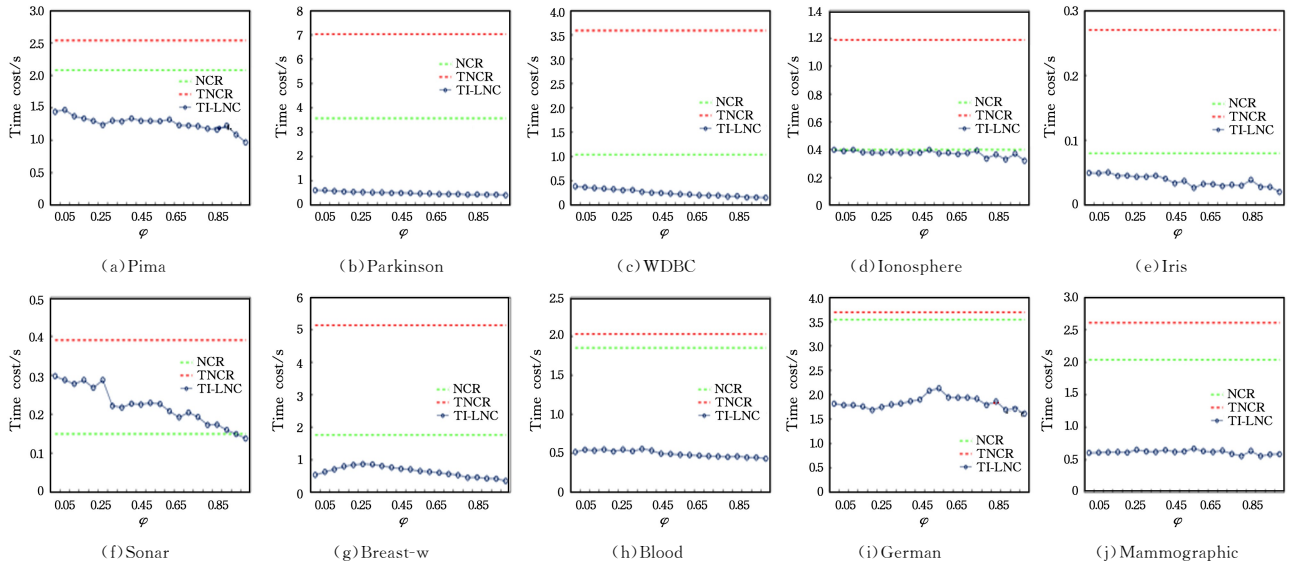 Time cost/s
3.0
2.5
2.0
1.5
1.0
0.5
0
NCR
TNCR
TI-LNC
0.05 0.25 0.45 0.65 0.85
φ
(a)Pima
Time cost/s
8
7
6
5
4
3
2
1
0
NCR
TNCR
TI-LNC
0.05 0.25 0.45 0.65 0.85
φ
(b)Parkinson
Time cost/s
4.0
3.5
3.0
2.5
2.0
1.5
1.0
0.5
0
NCR
TNCR
TI-LNC
0.05 0.25 0.45 0.65 0.85
φ
(c)WDBC
Time cost/s
1.4
1.2
1.0
0.8
0.6
0.4
0.2
0
NCR
TNCR
TI-LNC
0.05 0.25 0.45 0.65 0.85
φ
(d)Ionosphere
Time cost/s
0.3
0.2
0.1
0
NCR
TNCR
TI-LNC
0.05 0.25 0.45 0.65 0.85
φ
(e)Iris
Time cost/s
0.5
0.4
0.3
0.2
0.1
0
NCR
TNCR
TI-LNC
0.05 0.25 0.45 0.65 0.85
φ
(f)Sonar
Time cost/s
6
5
4
3
2
1
0
NCR
TNCR
TI-LNC
0.05 0.25 0.45 0.65 0.85
φ
(g)Breast-w
Time cost/s
2.5
2.0
1.5
1.0
0.5
0
NCR
TNCR
TI-LNC
0.05 0.25 0.45 0.65 0.85
φ
(h)Blood
Time cost/s
4.0
3.5
3.0
2.5
2.0
1.5
1.0
0.5
0
NCR
TNCR
TI-LNC
0.05 0.25 0.45 0.65 0.85
φ
(i)German
Time cost/s
3.0
2.5
2.0
1.5
1.0
0.5
0
NCR
TNCR
TI-LNC
0.05 0.25 0.45 0.65 0.85
φ
(j)Mammographic